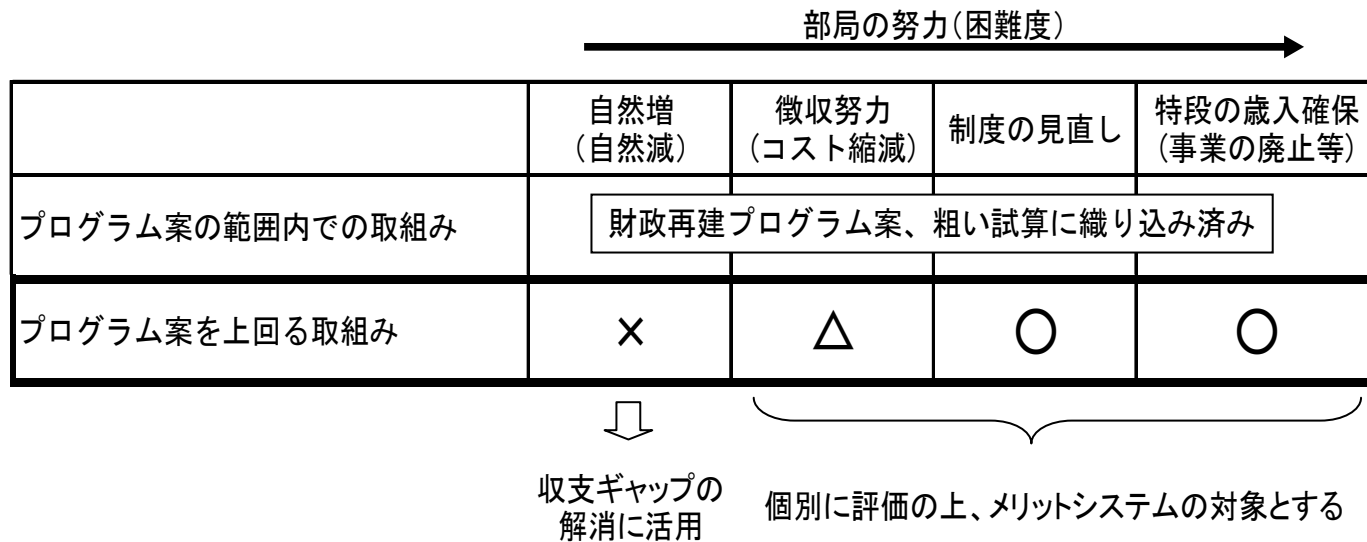 部局の努力(困難度)
自然増
(自然減)
徴収努力
(コスト縮減)
制度の見直し
特段の歳入確保
(事業の廃止等)
プログラム案の範囲内での取組み
財政再建プログラム案、粗い試算に織り込み済み
プログラム案を上回る取組み
×
△
○
○
収支ギャップの
解消に活用
個別に評価の上、メリットシステムの対象とする